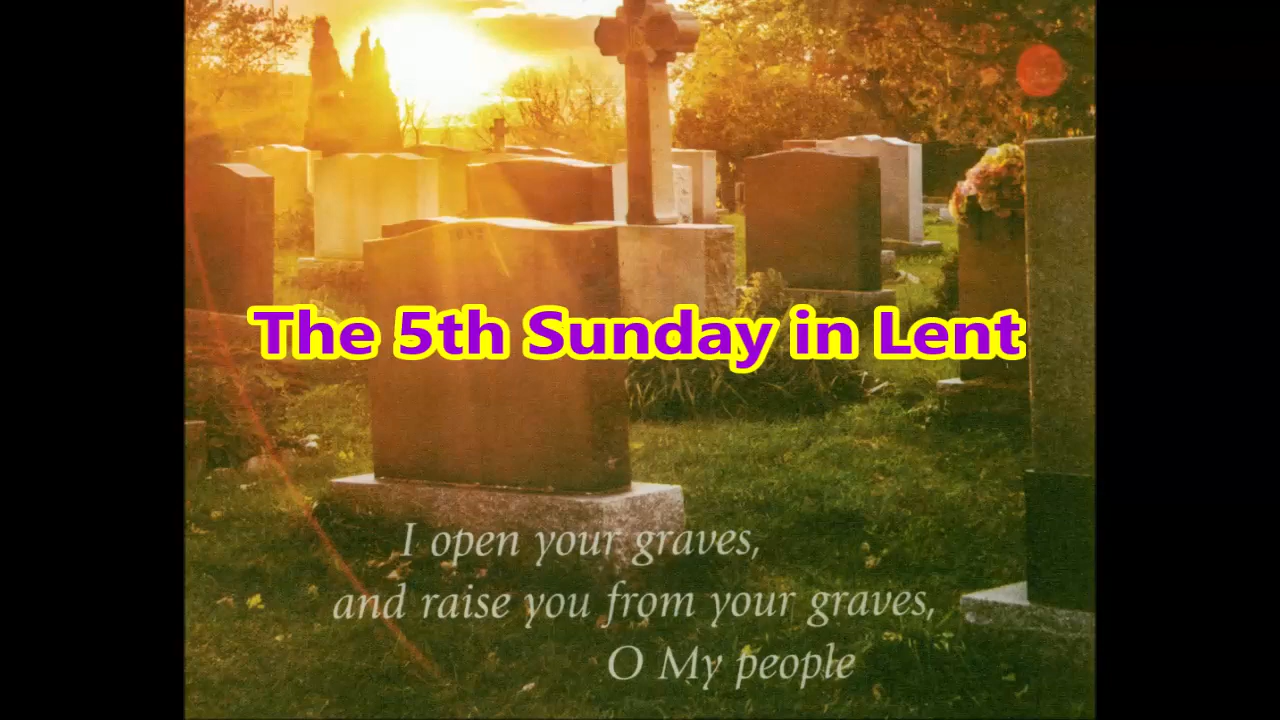 The 5th Sunday in Lent
I open your graves,
and raise you from your graves,
O My people